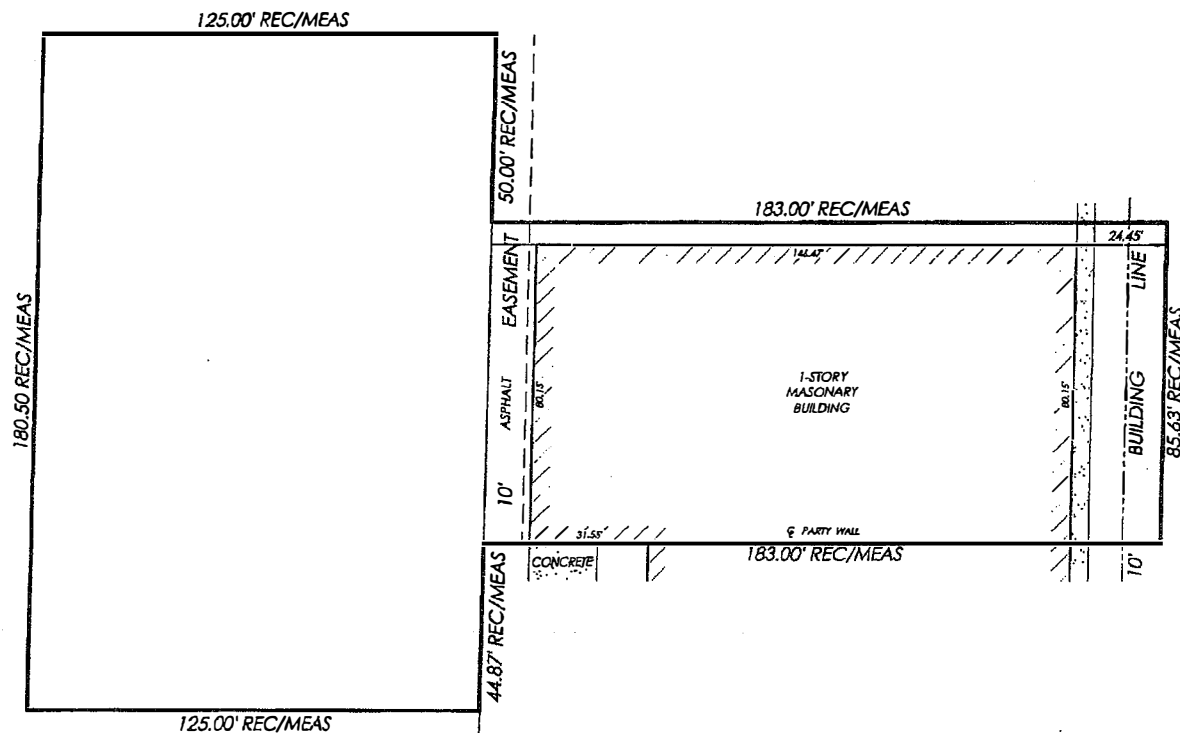 125.00' REC/MEAS
50.00' REC/MEAS
183.00' REC/MEAS
24.45'
EASEMENT
LINE
180.50 REC/MEAS
85.63' REC/MEAS
1-STORY
MASONARY
BUILDING
80.15'
80.15'
ASPHALT
BUILDING
10'
31.55'
℄ PARTY WALL
183.00' REC/MEAS
CONCRETE
10'
44.87' REC/MEAS
125.00' REC/MEAS